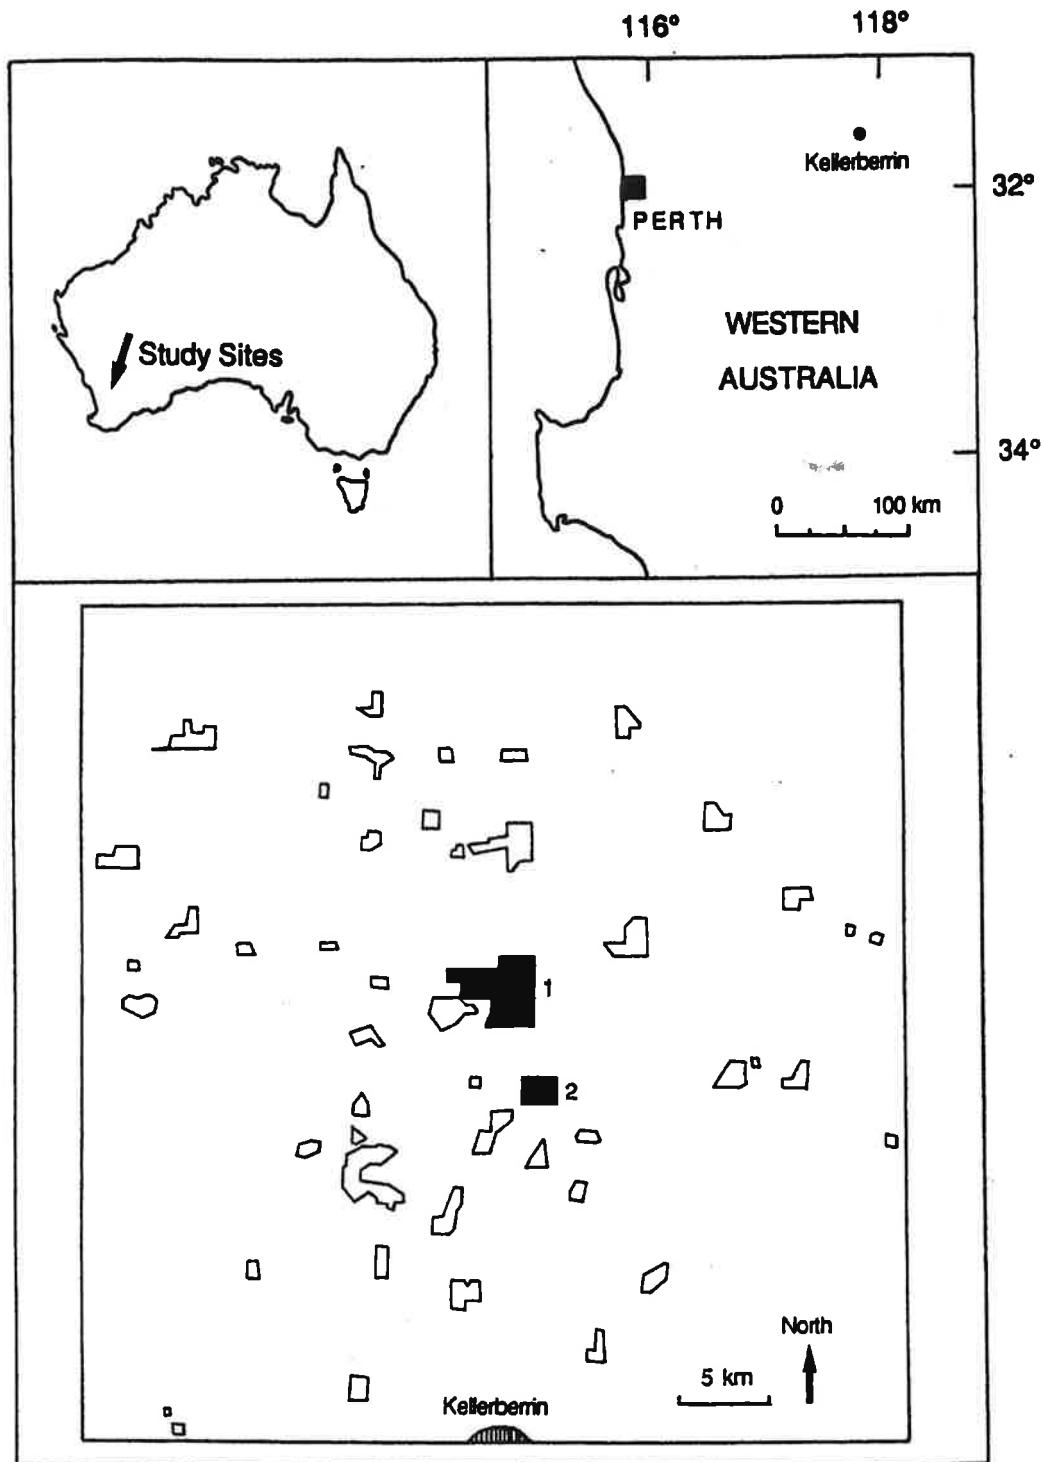 116° 118°
Kellerberrin
32°
PERTH
WESTERN
AUSTRALIA
Study Sites
34°
0 100 km
1
2
North
5 km
Kellerberrin